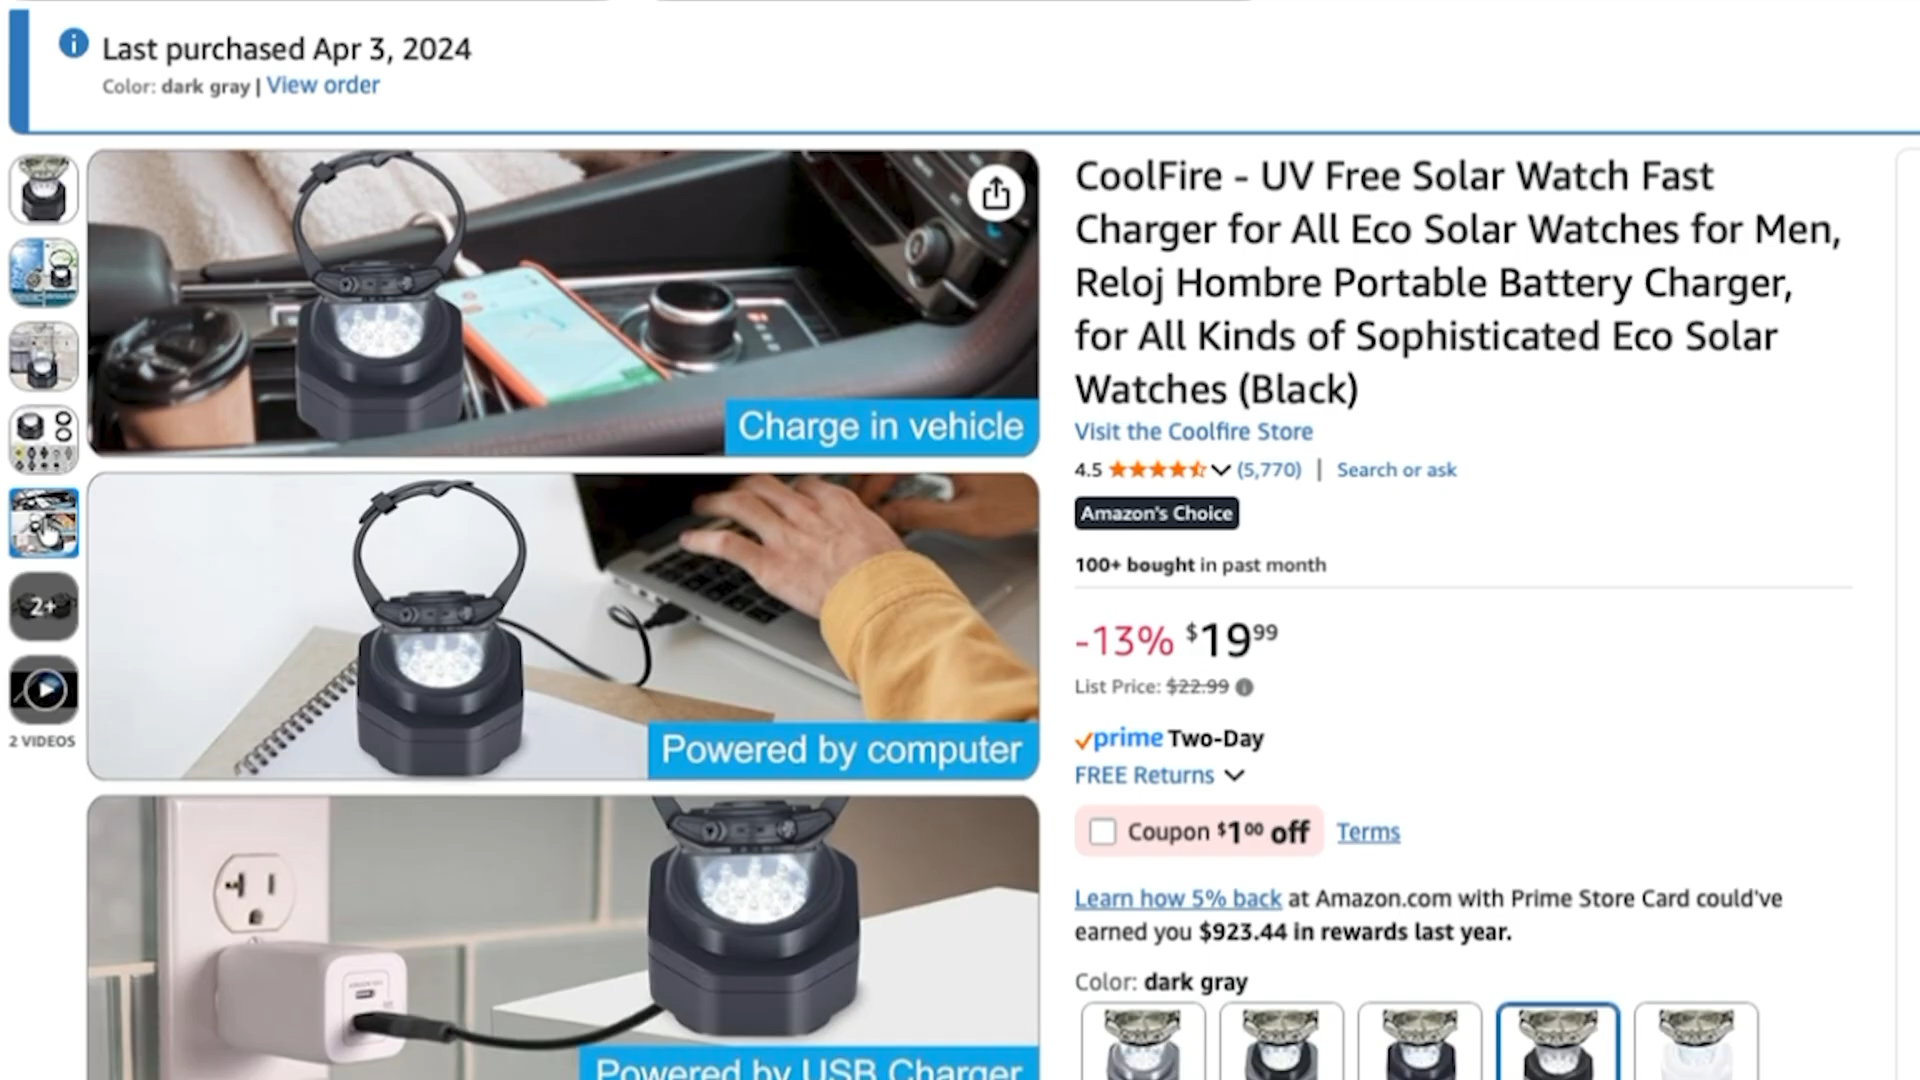 Last purchased Apr 3, 2024
Color: dark gray | View order
Charge in vehicle
Powered by computer
Powered by USB Charger
2+
2 VIDEOS
CoolFire - UV Free Solar Watch Fast
Charger for All Eco Solar Watches for Men,
Reloj Hombre Portable Battery Charger,
for All Kinds of Sophisticated Eco Solar
Watches (Black)
Visit the Coolfire Store
4.5 (5,770) | Search or ask
Amazon's Choice
100+ bought in past month
-13% $19 99
List Price: $22.99
prime Two-Day
FREE Returns
Coupon $1 00 off Terms
Learn how 5% back at Amazon.com with Prime Store Card could've
earned you $923.44 in rewards last year.
Color: dark gray